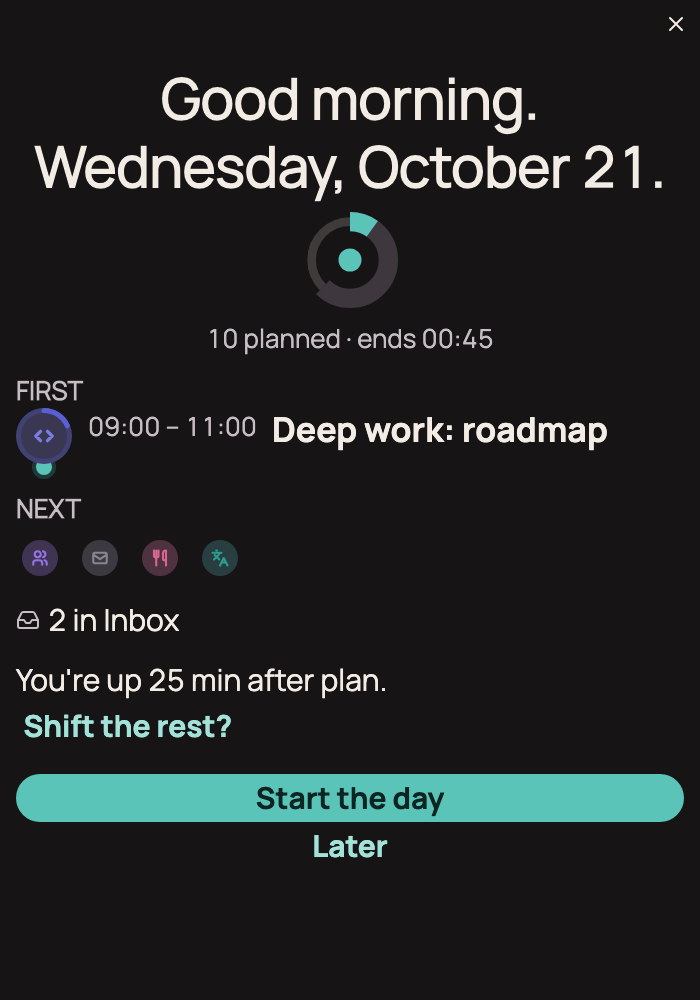 Good morning.
Wednesday, October 21.
10 planned · ends 00:45
FIRST
09:00 – 11:00 Deep work: roadmap
NEXT
2 in Inbox
You're up 25 min after plan.
Shift the rest?
Start the day
Later